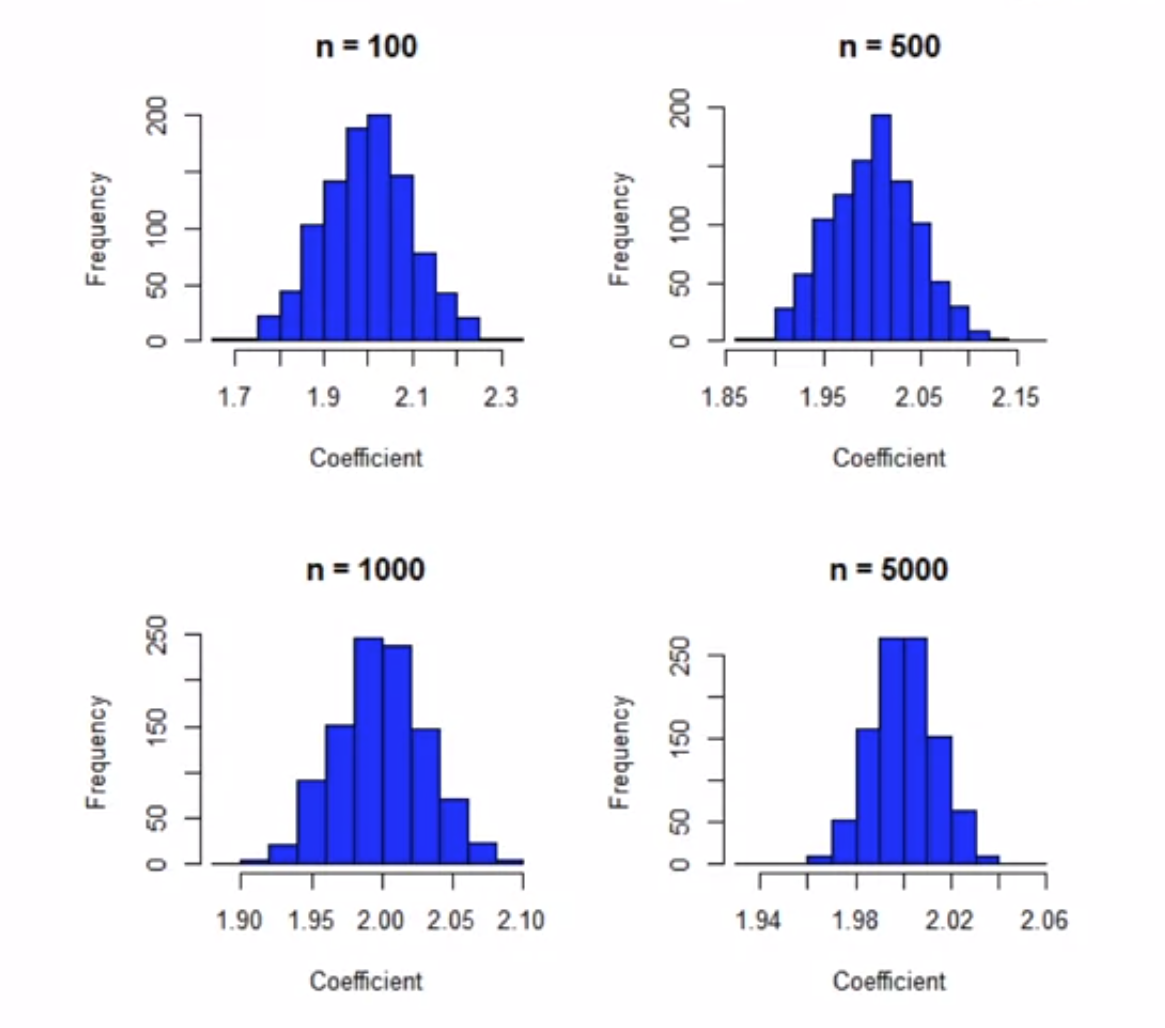 n = 100
Frequency
0 50 100 200
1.7 1.9 2.1 2.3
Coefficient
n = 500
Frequency
0 50 100 200
1.85 1.95 2.05 2.15
Coefficient
n = 1000
Frequency
0 50 150 250
1.90 1.95 2.00 2.05 2.10
Coefficient
n = 5000
Frequency
0 50 150 250
1.94 1.98 2.02 2.06
Coefficient